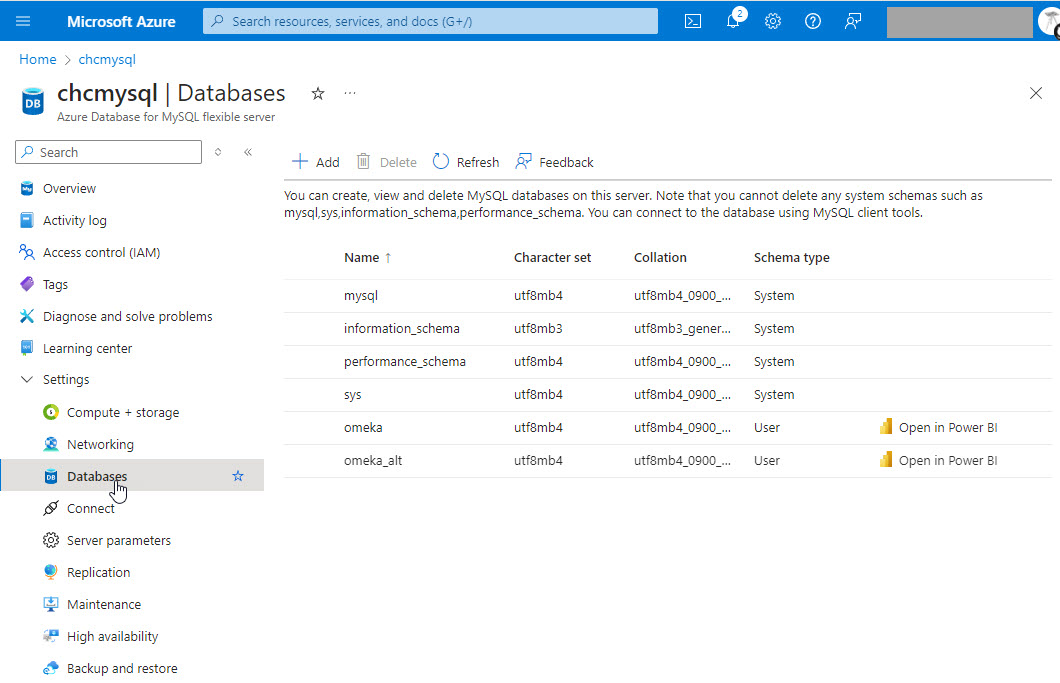 Microsoft Azure
Search resources, services, and docs (G+/)
2
Home > chcmysql
DB
chcmysql | Databases
Azure Database for MySQL flexible server
Search
Overview
Activity log
Access control (IAM)
Tags
Diagnose and solve problems
Learning center
Settings
Compute + storage
Networking
Databases
Connect
Server parameters
Replication
Maintenance
High availability
Backup and restore
Add Delete Refresh Feedback
You can create, view and delete MySQL databases on this server. Note that you cannot delete any system schemas such as
mysql,sys,information_schema,performance_schema. You can connect to the database using MySQL client tools.
Name ↑ Character set Collation Schema type
mysql utf8mb4 utf8mb4_0900_... System
information_schema utf8mb3 utf8mb3_gener... System
performance_schema utf8mb4 utf8mb4_0900_... System
sys utf8mb4 utf8mb4_0900_... System
omeka utf8mb4 utf8mb4_0900_... User Open in Power BI
omeka_alt utf8mb4 utf8mb4_0900_... User Open in Power BI